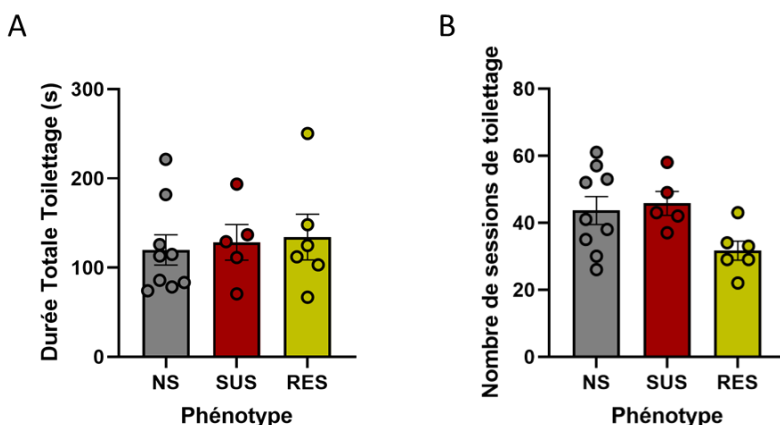 A
Durée Totale Toilettage (s)
300
200
100
0
NS SUS RES
Phénotype
B
Nombre de sessions de toilettage
80
60
40
20
0
NS SUS RES
Phénotype